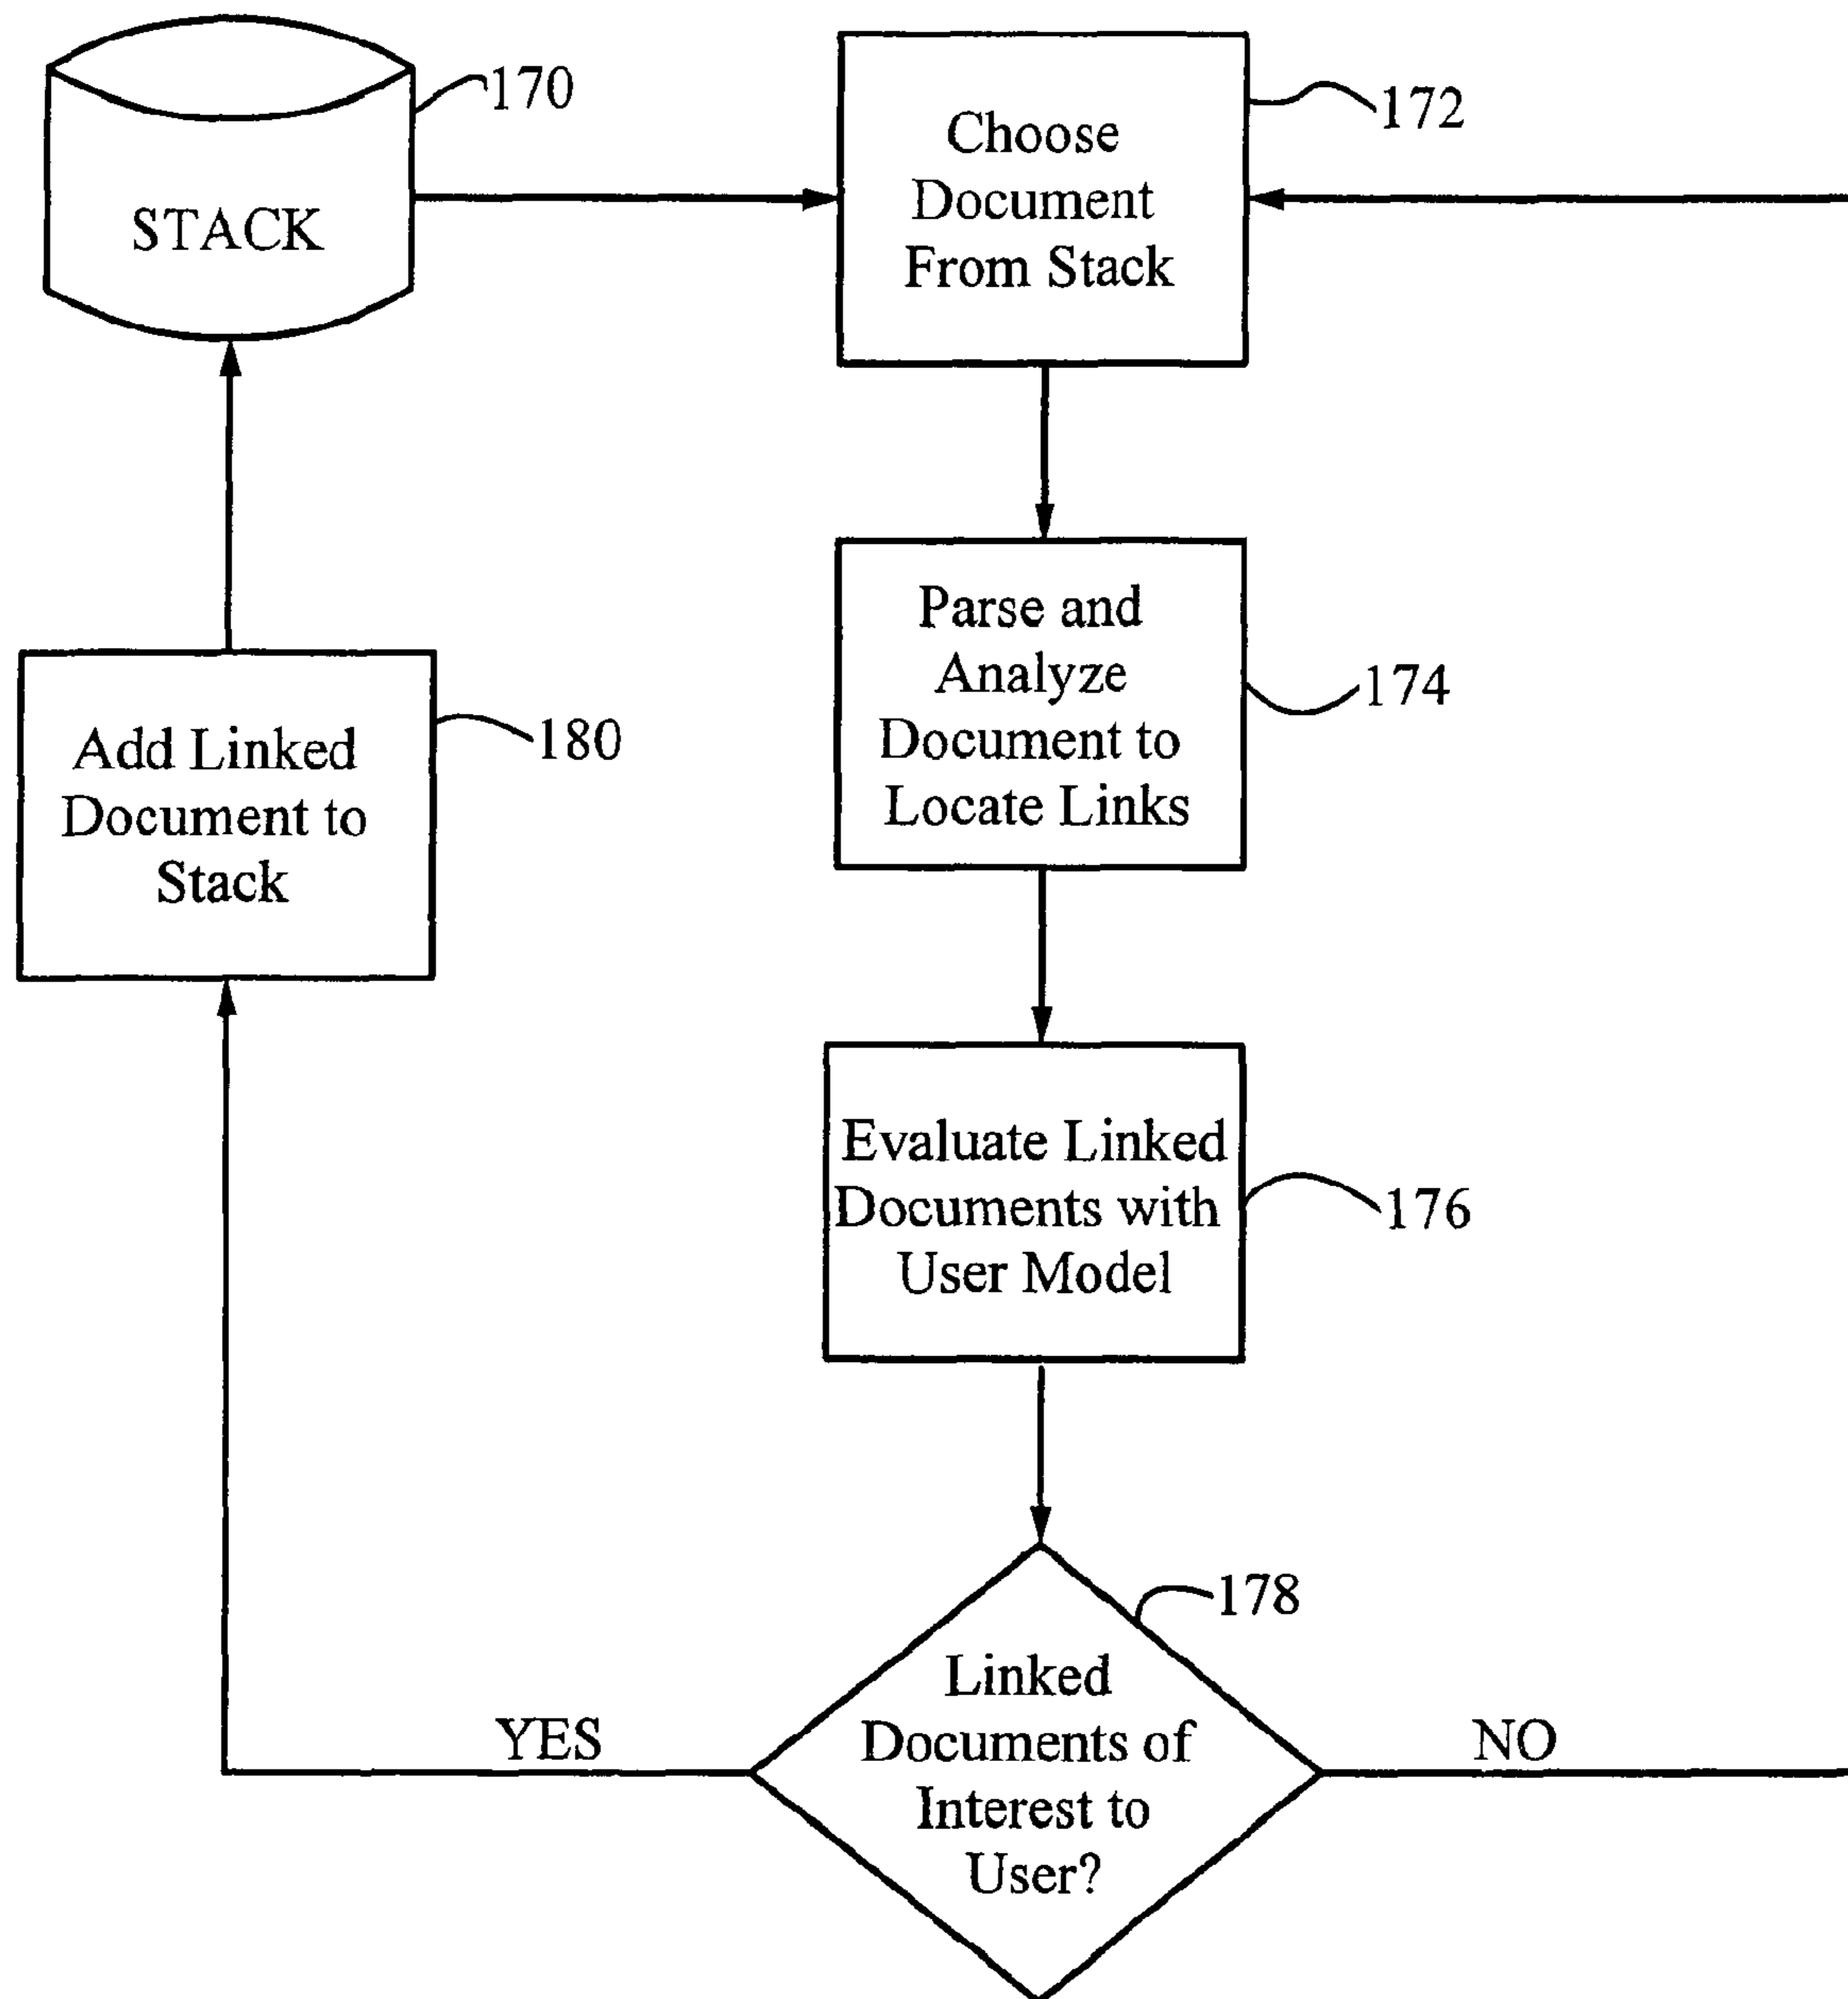 170
STACK
172
Choose
Document
From Stack
Parse and
Analyze
Document to
Locate Links
174
180
Add Linked
Document to
Stack
Evaluate Linked
Documents with
User Model
176
178
Linked
Documents of
Interest to
User?
YES
NO